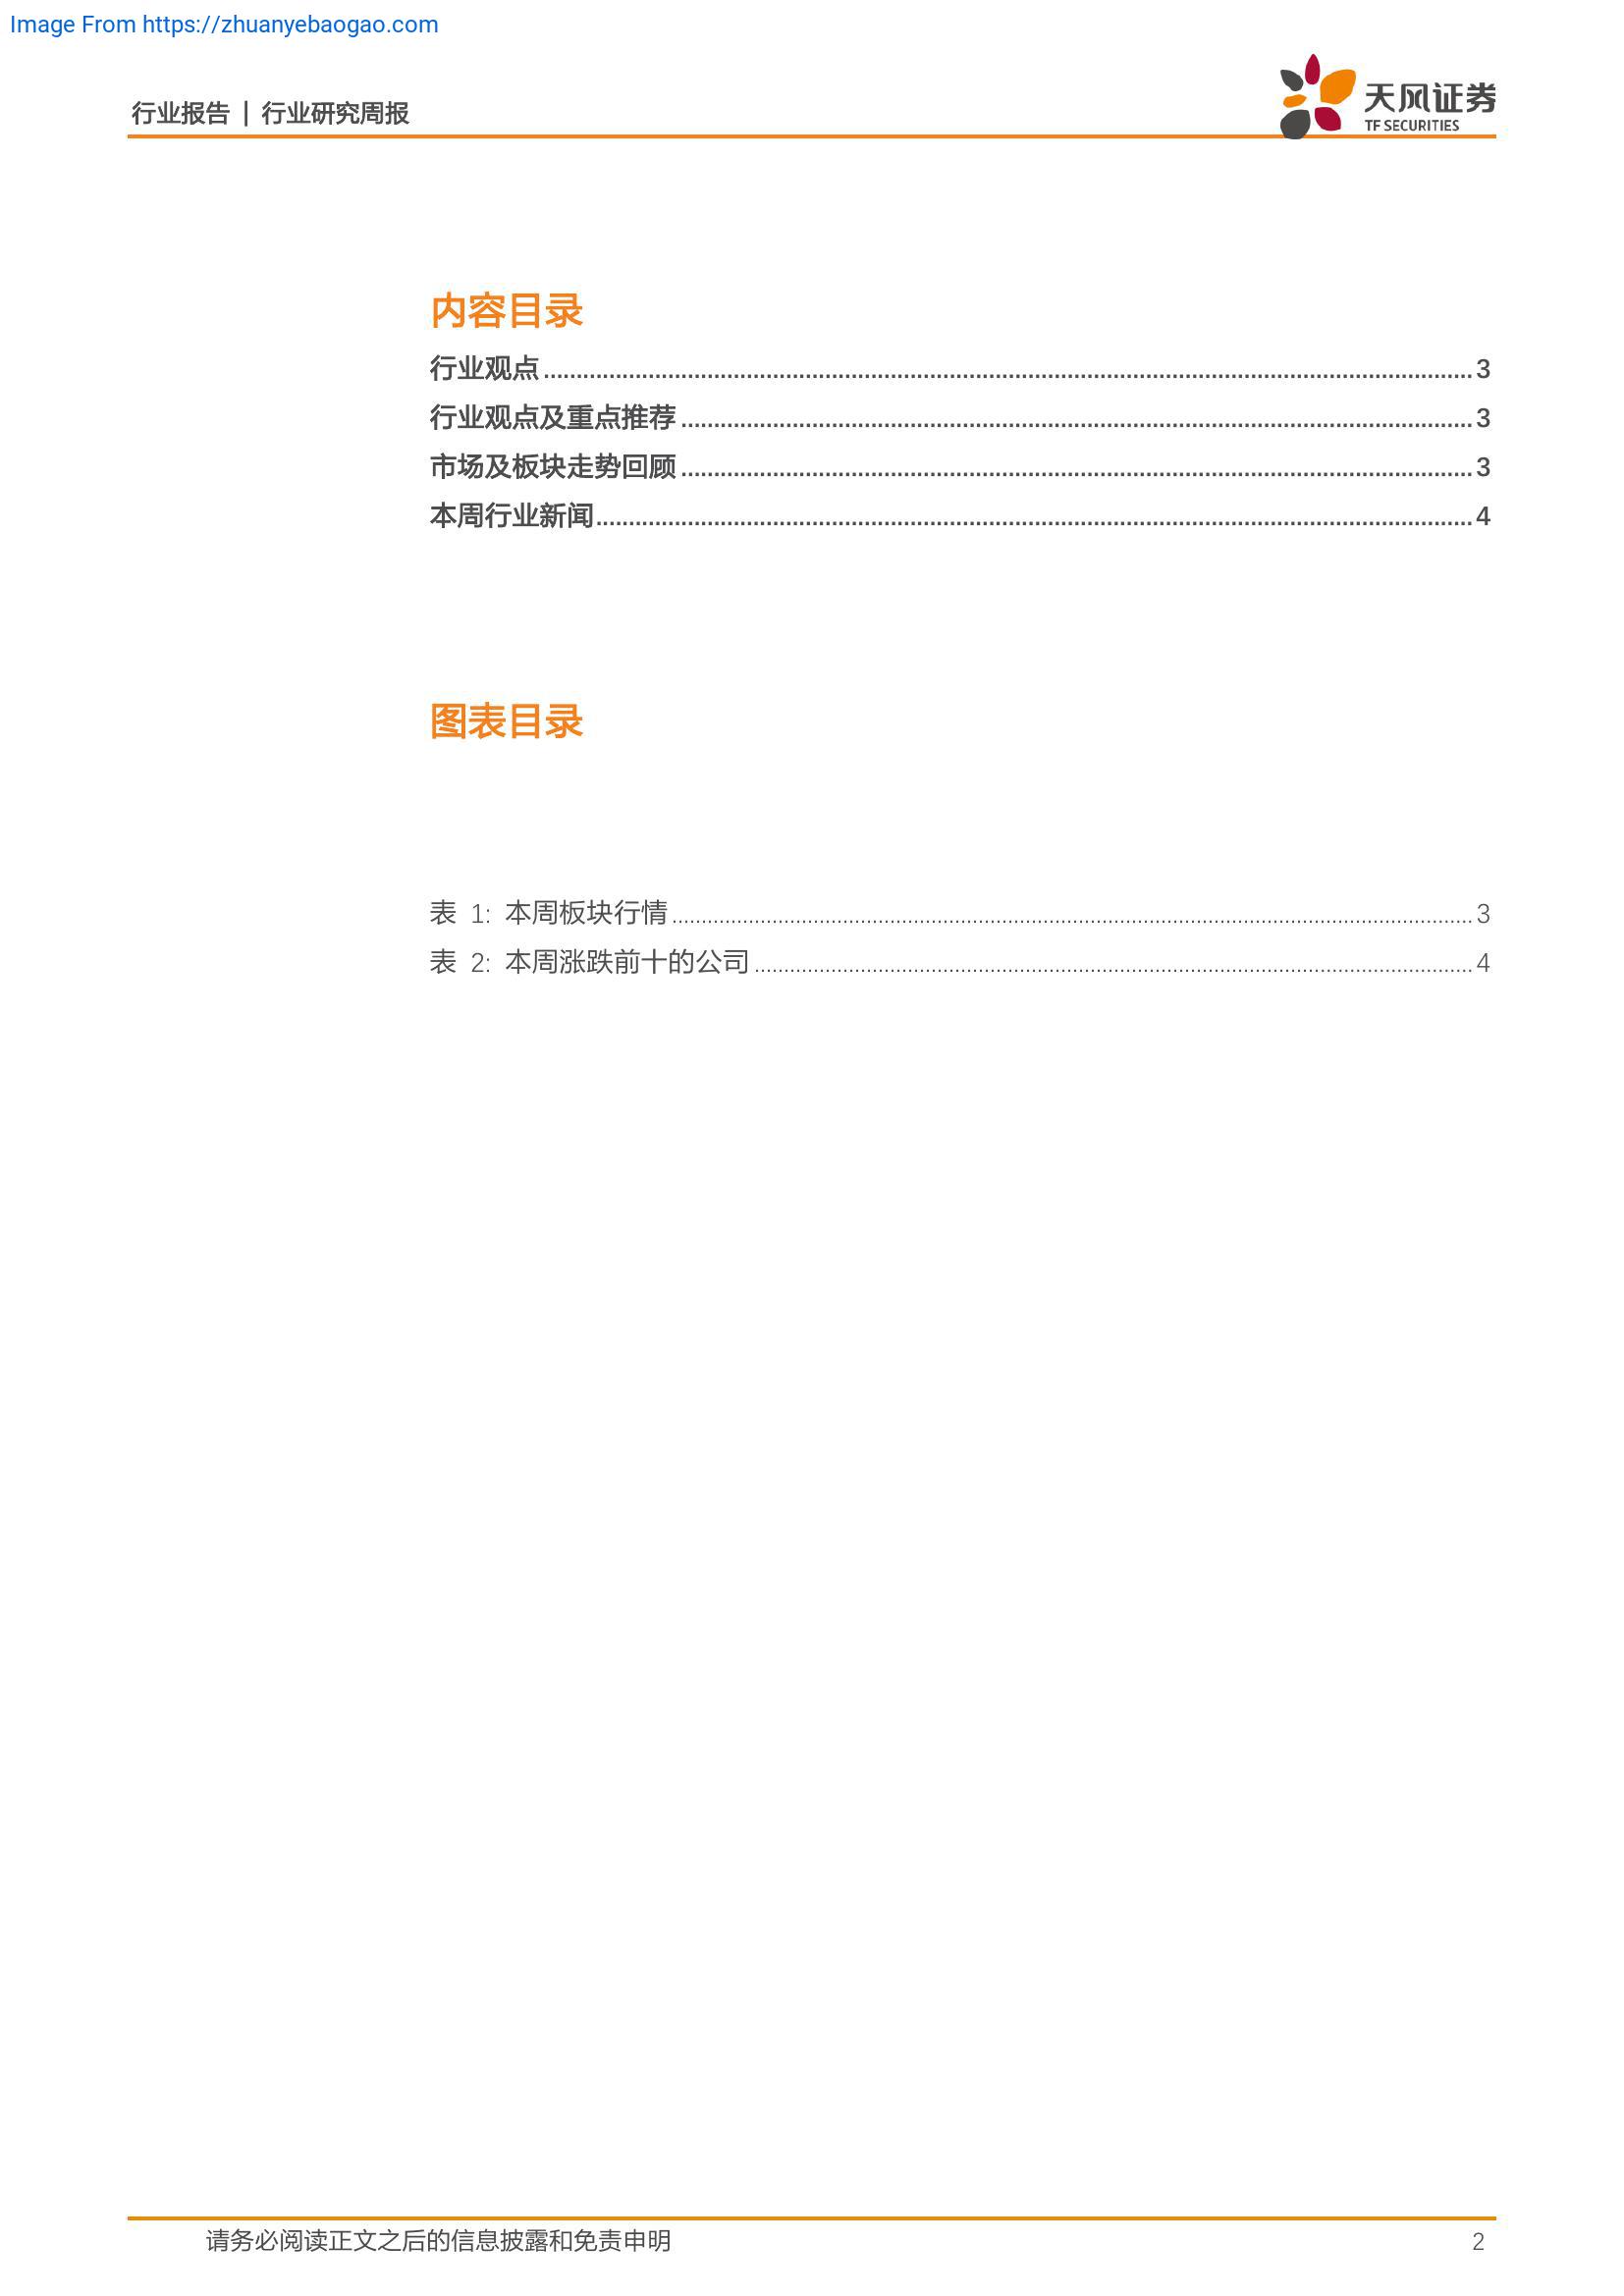 Image From https://zhuanyebaogao.com
行业报告 | 行业研究周报
天风证券
TF SECURITIES
内容目录
行业观点 ........................................ 3
行业观点及重点推荐 ........................................ 3
市场及板块走势回顾 ........................................ 3
本周行业新闻 ........................................ 4
图表目录
表 1: 本周板块行情 ........................................ 3
表 2: 本周涨跌前十的公司 ........................................ 4
请务必阅读正文之后的信息披露和免责申明 2